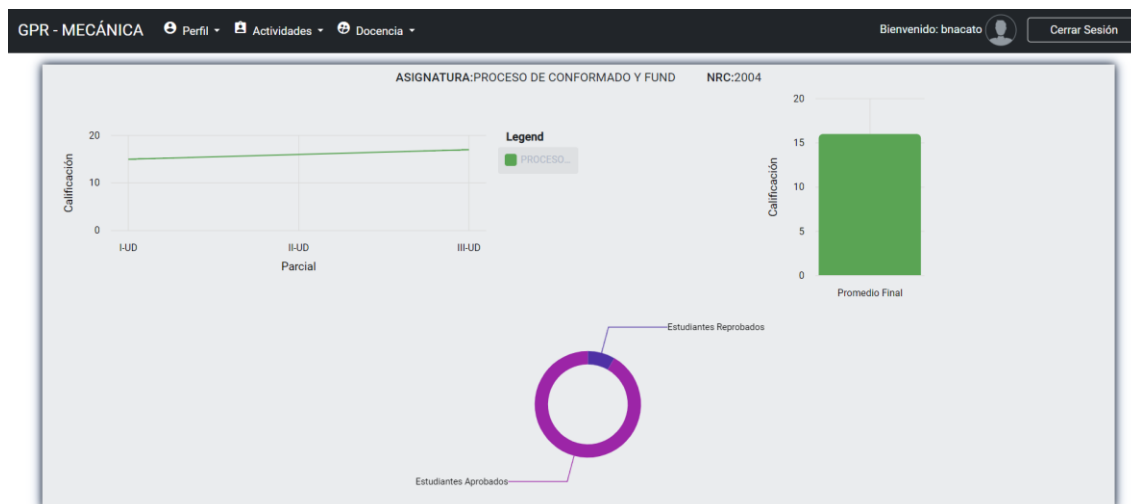 GPR - MECÁNICA Perfil Actividades Docencia Bienvenido: bnacato Cerrar Sesión
ASIGNATURA:PROCESO DE CONFORMADO Y FUND NRC:2004
20
10
0
Calificación
I-UD II-UD III-UD
Parcial
Legend
PROCESO...
20
15
10
5
0
Calificación
Promedio Final
Estudiantes Reprobados
Estudiantes Aprobados